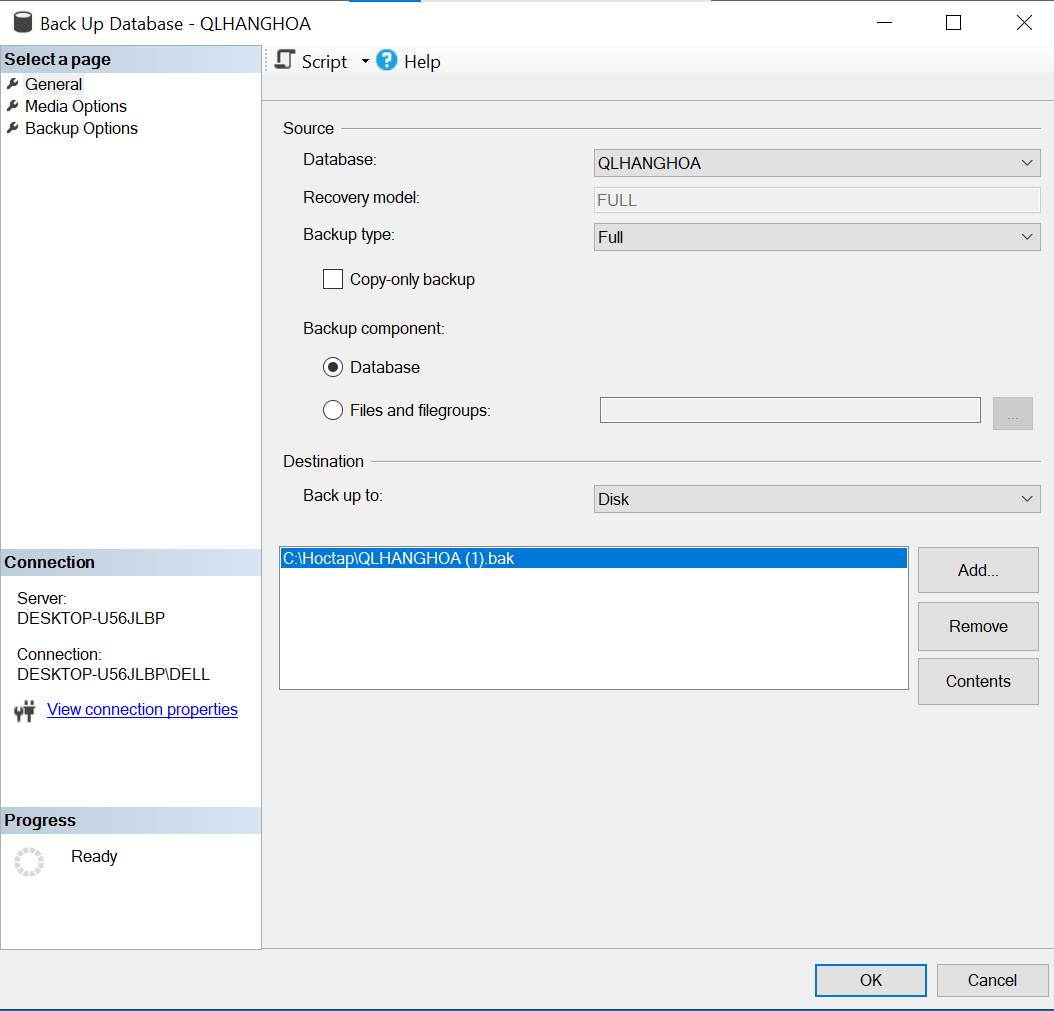 Back Up Database - QLHANGHOA
Select a page
General
Media Options
Backup Options
Script
Help
Source
Database:
QLHANGHOA
Recovery model:
FULL
Backup type:
Full
Copy-only backup
Backup component:
Database
Files and filegroups:
...
Destination
Back up to:
Disk
C:\Hoctap\QLHANGHOA (1).bak
Add...
Remove
Contents
Connection
Server:
DESKTOP-U56JLBP
Connection:
DESKTOP-U56JLBP\DELL
View connection properties
Progress
Ready
OK
Cancel